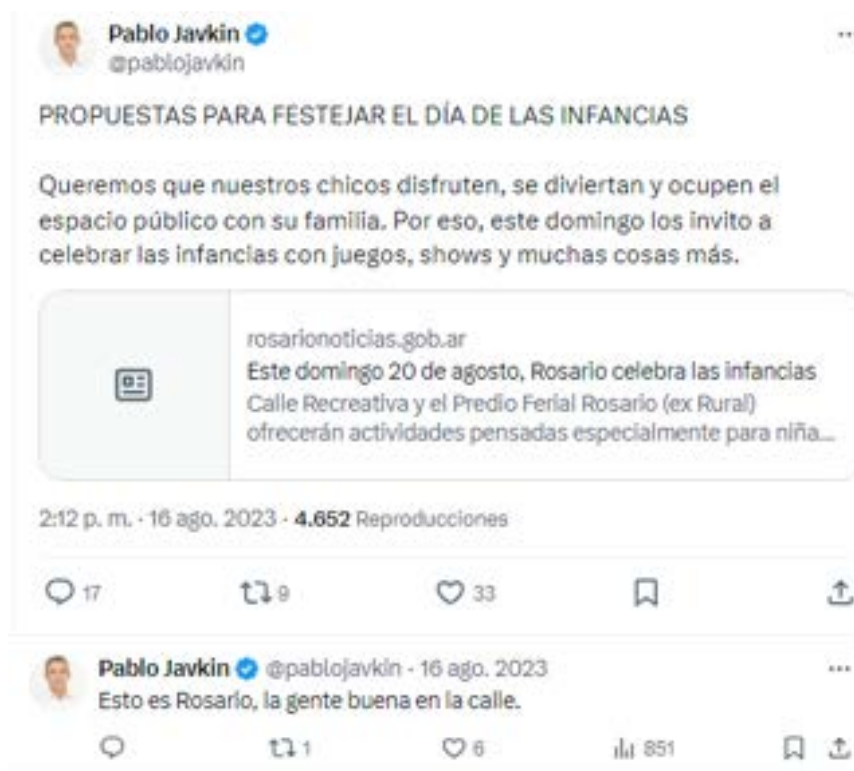 Pablo Javkin
@pablojavkin
PROPUESTAS PARA FESTEJAR EL DÍA DE LAS INFANCIAS
Queremos que nuestros chicos disfruten, se diviertan y ocupen el
espacio público con su familia. Por eso, este domingo los invito a
celebrar las infancias con juegos, shows y muchas cosas más.
rosarionoticias.gob.ar
Este domingo 20 de agosto, Rosario celebra las infancias
Calle Recreativa y el Predio Ferial Rosario (ex Rural)
ofrecerán actividades pensadas especialmente para niña...
2:12 p. m. · 16 ago. 2023 · 4.652 Reproducciones
17 9 33
Pablo Javkin @pablojavkin · 16 ago. 2023
Esto es Rosario, la gente buena en la calle.
1 6 851